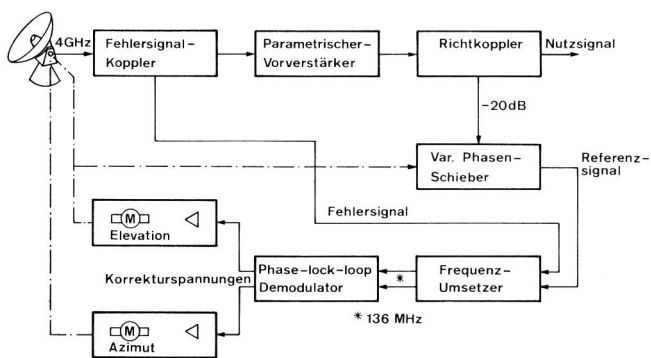 4GHz
Fehlersignal-
Koppler
Parametrischer-
Vorverstärker
Richtkoppler
Nutzsignal
-20dB
Var. Phasen-
Schieber
Referenz-
signal
Fehlersignal
M
Elevation
Korrekturspannungen
Phase-lock-loop
Demodulator
*
Frequenz-
Umsetzer
* 136 MHz
M
Azimut